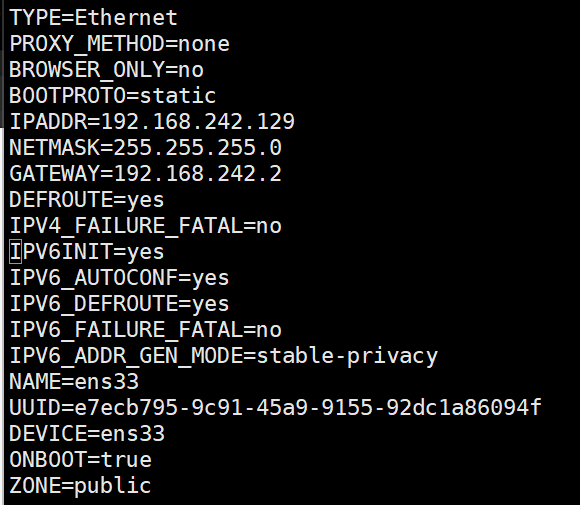 TYPE=Ethernet
PROXY_METHOD=none
BROWSER_ONLY=no
BOOTPROTO=static
IPADDR=192.168.242.129
NETMASK=255.255.255.0
GATEWAY=192.168.242.2
DEFROUTE=yes
IPV4_FAILURE_FATAL=no
IPV6INIT=yes
IPV6_AUTOCONF=yes
IPV6_DEFROUTE=yes
IPV6_FAILURE_FATAL=no
IPV6_ADDR_GEN_MODE=stable-privacy
NAME=ens33
UUID=e7ecb795-9c91-45a9-9155-92dc1a86094f
DEVICE=ens33
ONBOOT=true
ZONE=public